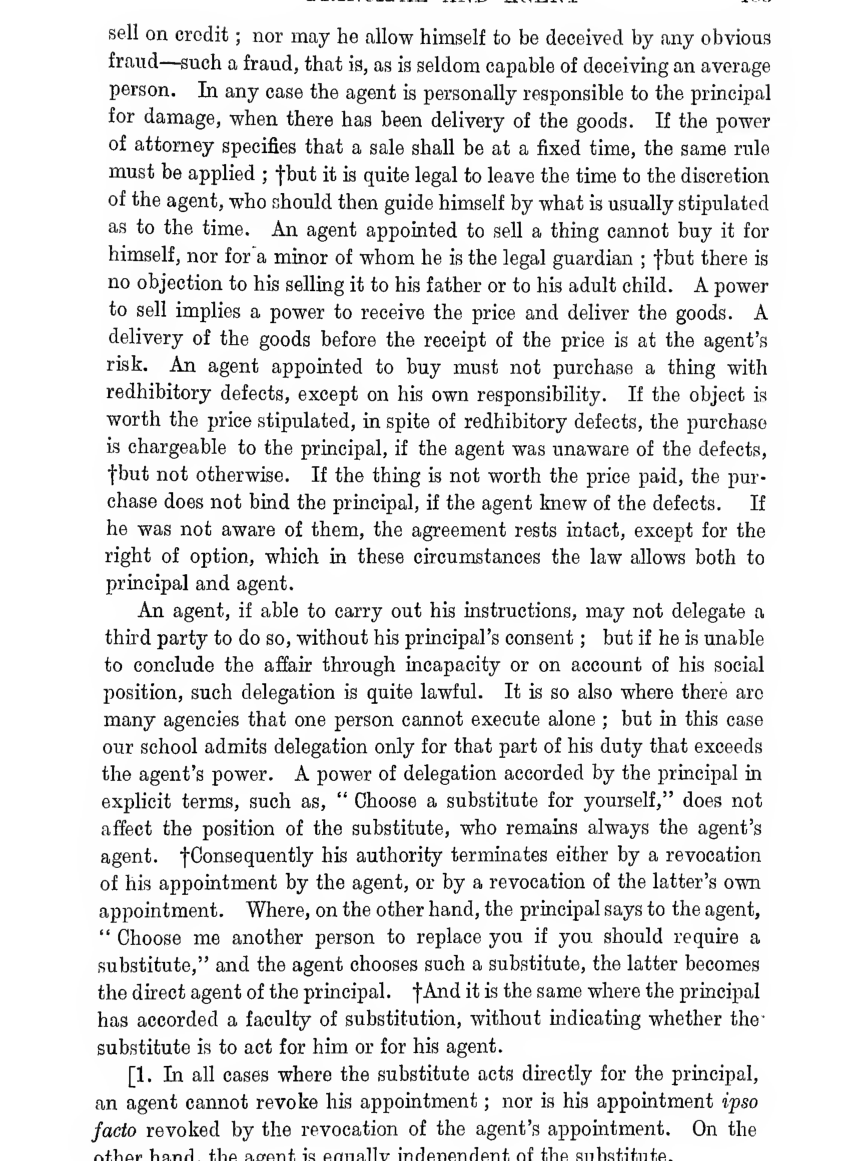 sell on credit ; nor may he allow himself to be deceived by any obvious
fraud—such a fraud, that is, as is seldom capable of deceiving an average
person. In any case the agent is personally responsible to the principal
for damage, when there has been delivery of the goods. If the power
of attorney specifies that a sale shall be at a fixed time, the same rule
must be applied ; †but it is quite legal to leave the time to the discretion
of the agent, who should then guide himself by what is usually stipulated
as to the time. An agent appointed to sell a thing cannot buy it for
himself, nor for a minor of whom he is the legal guardian ; †but there is
no objection to his selling it to his father or to his adult child. A power
to sell implies a power to receive the price and deliver the goods. A
delivery of the goods before the receipt of the price is at the agent's
risk. An agent appointed to buy must not purchase a thing with
redhibitory defects, except on his own responsibility. If the object is
worth the price stipulated, in spite of redhibitory defects, the purchase
is chargeable to the principal, if the agent was unaware of the defects,
†but not otherwise. If the thing is not worth the price paid, the pur-
chase does not bind the principal, if the agent knew of the defects. If
he was not aware of them, the agreement rests intact, except for the
right of option, which in these circumstances the law allows both to
principal and agent.
An agent, if able to carry out his instructions, may not delegate a
third party to do so, without his principal's consent ; but if he is unable
to conclude the affair through incapacity or on account of his social
position, such delegation is quite lawful. It is so also where there are
many agencies that one person cannot execute alone ; but in this case
our school admits delegation only for that part of his duty that exceeds
the agent's power. A power of delegation accorded by the principal in
explicit terms, such as, " Choose a substitute for yourself," does not
affect the position of the substitute, who remains always the agent's
agent. †Consequently his authority terminates either by a revocation
of his appointment by the agent, or by a revocation of the latter's own
appointment. Where, on the other hand, the principal says to the agent,
" Choose me another person to replace you if you should require a
substitute," and the agent chooses such a substitute, the latter becomes
the direct agent of the principal. †And it is the same where the principal
has accorded a faculty of substitution, without indicating whether the
substitute is to act for him or for his agent.
[1. In all cases where the substitute acts directly for the principal,
an agent cannot revoke his appointment ; nor is his appointment ipso
facto revoked by the revocation of the agent's appointment. On the
other hand, the agent is equally independent of the substitute.